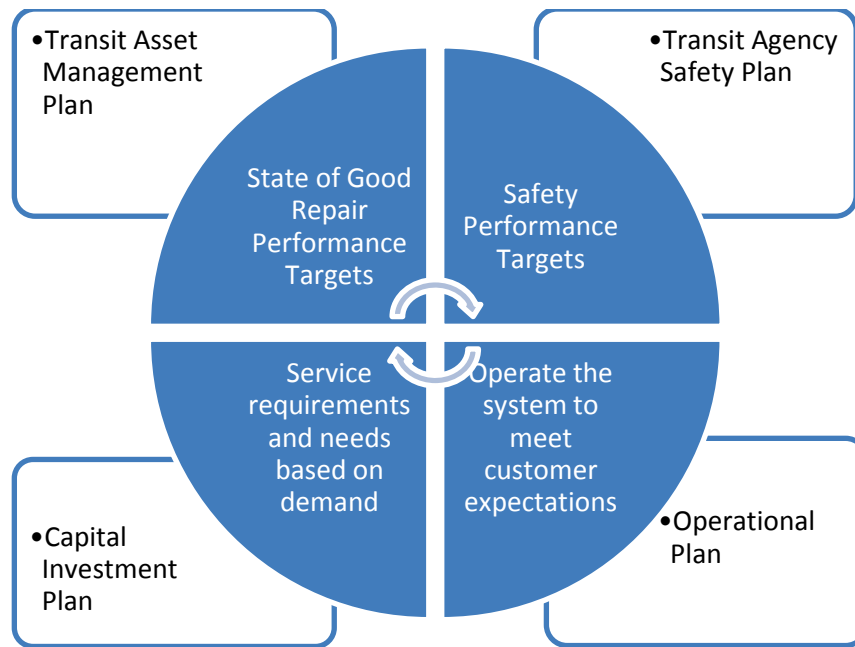 •Transit Asset
Management
Plan
•Transit Agency
Safety Plan
State of Good
Repair
Performance
Targets
Safety
Performance
Targets
Service
requirements
and needs
based on
demand
Operate the
system to
meet
customer
expectations
•Capital
Investment
Plan
•Operational
Plan